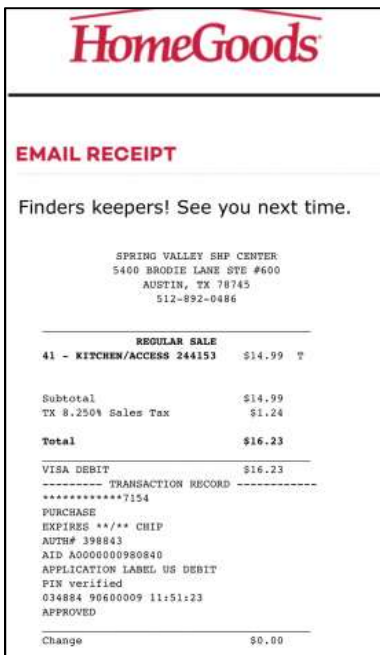 HomeGoods
EMAIL RECEIPT
Finders keepers! See you next time.
SPRING VALLEY SHP CENTER
5400 BRODIE LANE STE #600
AUSTIN, TX 78745
512-892-0486
REGULAR SALE
41 - KITCHEN/ACCESS 244153 $14.99 T
Subtotal $14.99
TX 8.250% Sales Tax $1.24
Total $16.23
VISA DEBIT $16.23
--------- TRANSACTION RECORD ------------
************7154
PURCHASE
EXPIRES **/** CHIP
AUTH# 398843
AID A0000000980840
APPLICATION LABEL US DEBIT
PIN verified
034884 90600009 11:51:23
APPROVED
Change $0.00